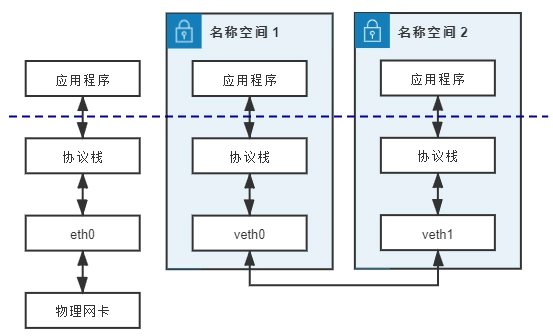 名称空间 1
名称空间 2
应用程序
应用程序
应用程序
协议栈
协议栈
协议栈
eth0
veth0
veth1
物理网卡